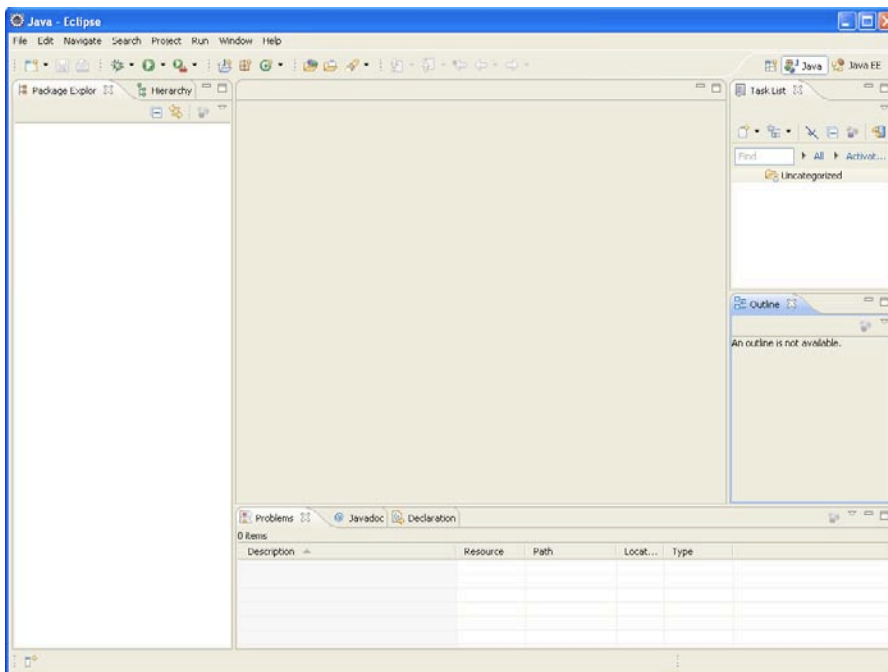 Java - Eclipse
File Edit Navigate Search Project Run Window Help
Java Java EE
Package Explor Hierarchy
Task List
Find All Activat...
Uncategorized
Outline
An outline is not available.
Problems Javadoc Declaration
0 items
Description Resource Path Locat... Type